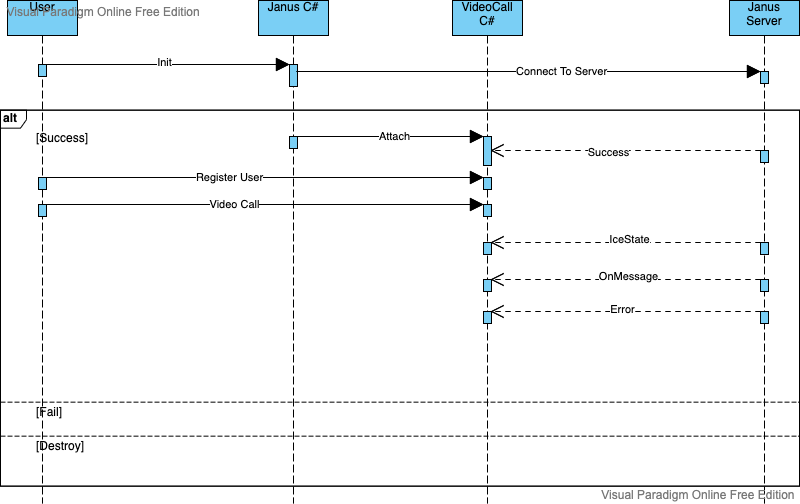 User
Visual Paradigm Online Free Edition
Janus C#
VideoCall
C#
Janus
Server
Init
Connect To Server
alt
[Success]
Attach
Success
Register User
Video Call
IceState
OnMessage
Error
[Fail]
[Destroy]
Visual Paradigm Online Free Edition